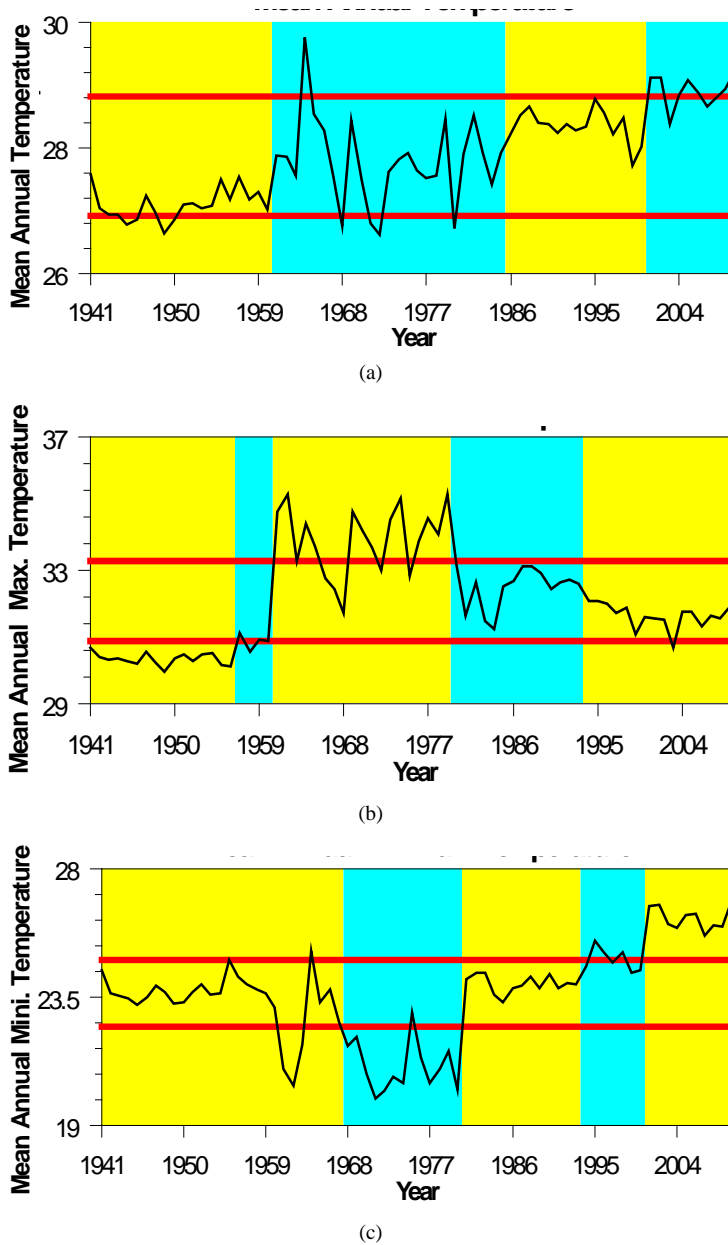 30
28
26
Mean Annual Temperature
1941 1950 1959 1968 1977 1986 1995 2004
Year
(a)
37
33
29
Mean Annual Max. Temperature
1941 1950 1959 1968 1977 1986 1995 2004
Year
(b)
28
23.5
19
Mean Annual Mini. Temperature
1941 1950 1959 1968 1977 1986 1995 2004
Year
(c)